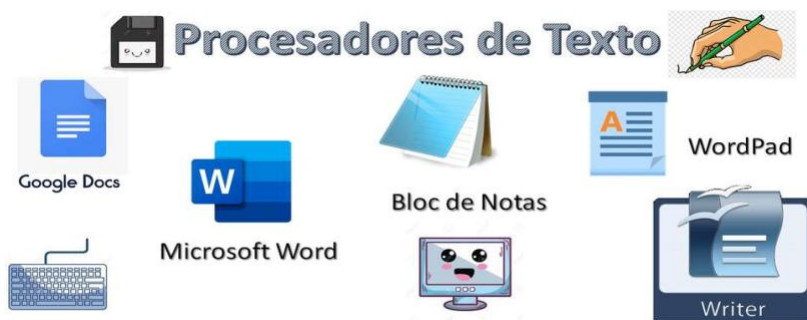 Procesadores de Texto
Google Docs
W
Microsoft Word
Bloc de Notas
A
WordPad
Writer